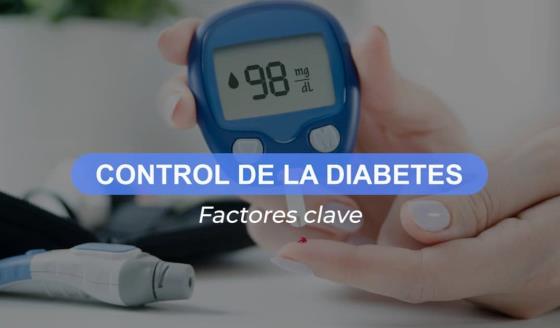 98 mg
dL
CONTROL DE LA DIABETES
Factores clave